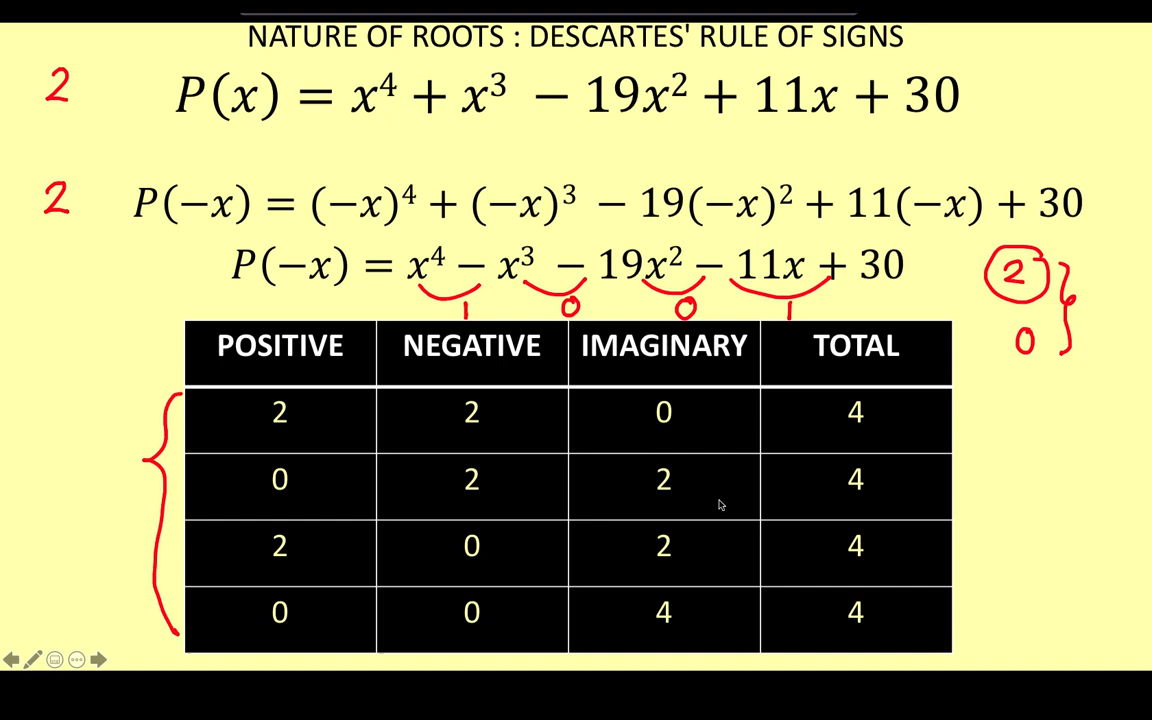 NATURE OF ROOTS : DESCARTES' RULE OF SIGNS
2 P(x) = x⁴ + x³ − 19x² + 11x + 30
2 P(−x) = (−x)⁴ + (−x)³ − 19(−x)² + 11(−x) + 30
P(−x) = x⁴ − x³ − 19x² − 11x + 30 2
1 0 0 1 0
POSITIVE NEGATIVE IMAGINARY TOTAL
2 2 0 4
0 2 2 4
2 0 2 4
0 0 4 4